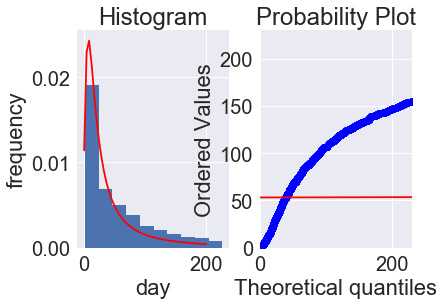 Histogram
frequency
0.02
0.01
0.00
0
200
day
Probability Plot
Ordered Values
200
150
100
50
0
0
200
Theoretical quantiles